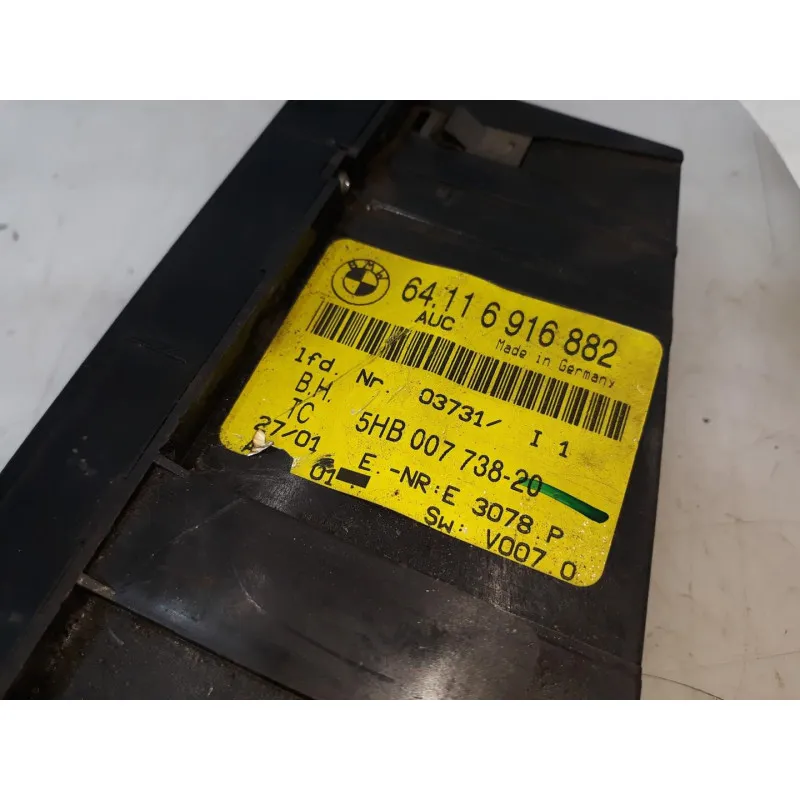 BMW
64.11 6 916 882
AUC Made in Germany
lfd. Nr. 03731/ I 1
B.H.
TC 5HB 007 738-20
27/01 E.-NR:E 3078.P
01 SW: V007.0